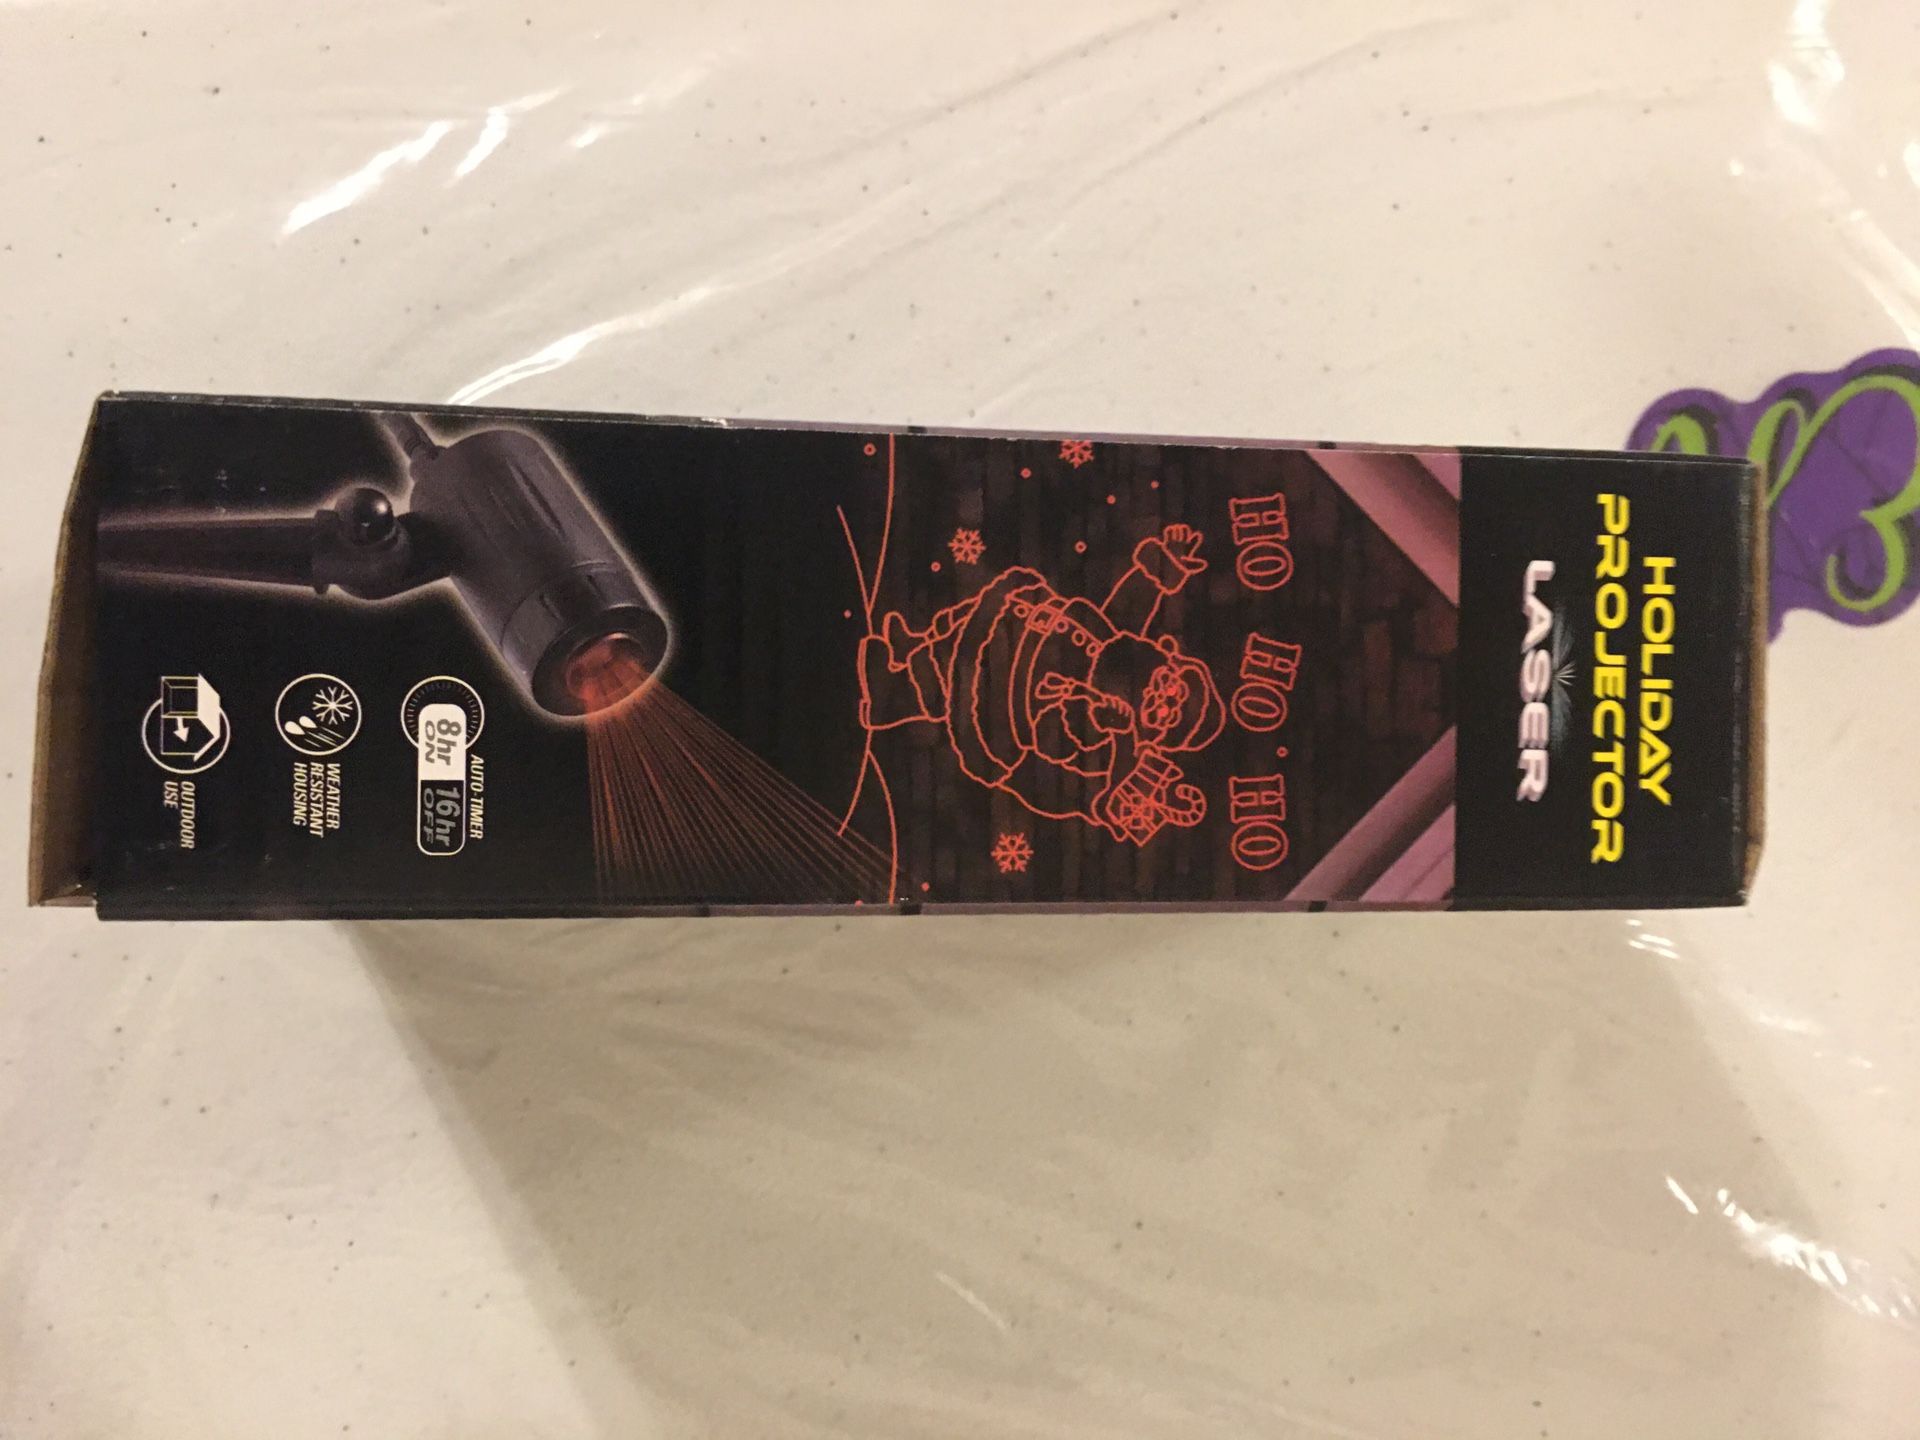 HOLIDAY
PROJECTOR
LASER
HO HO HO
AUTO-TIMER
8hr ON 16hr OFF
WEATHER
RESISTANT
HOUSING
OUTDOOR
USE